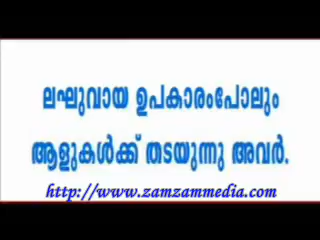 ലഘുവായ ഉപകാരംപോലും
ആളുകൾക്ക് തടയുന്നു അവർ.
http://www.zamzammedia.com